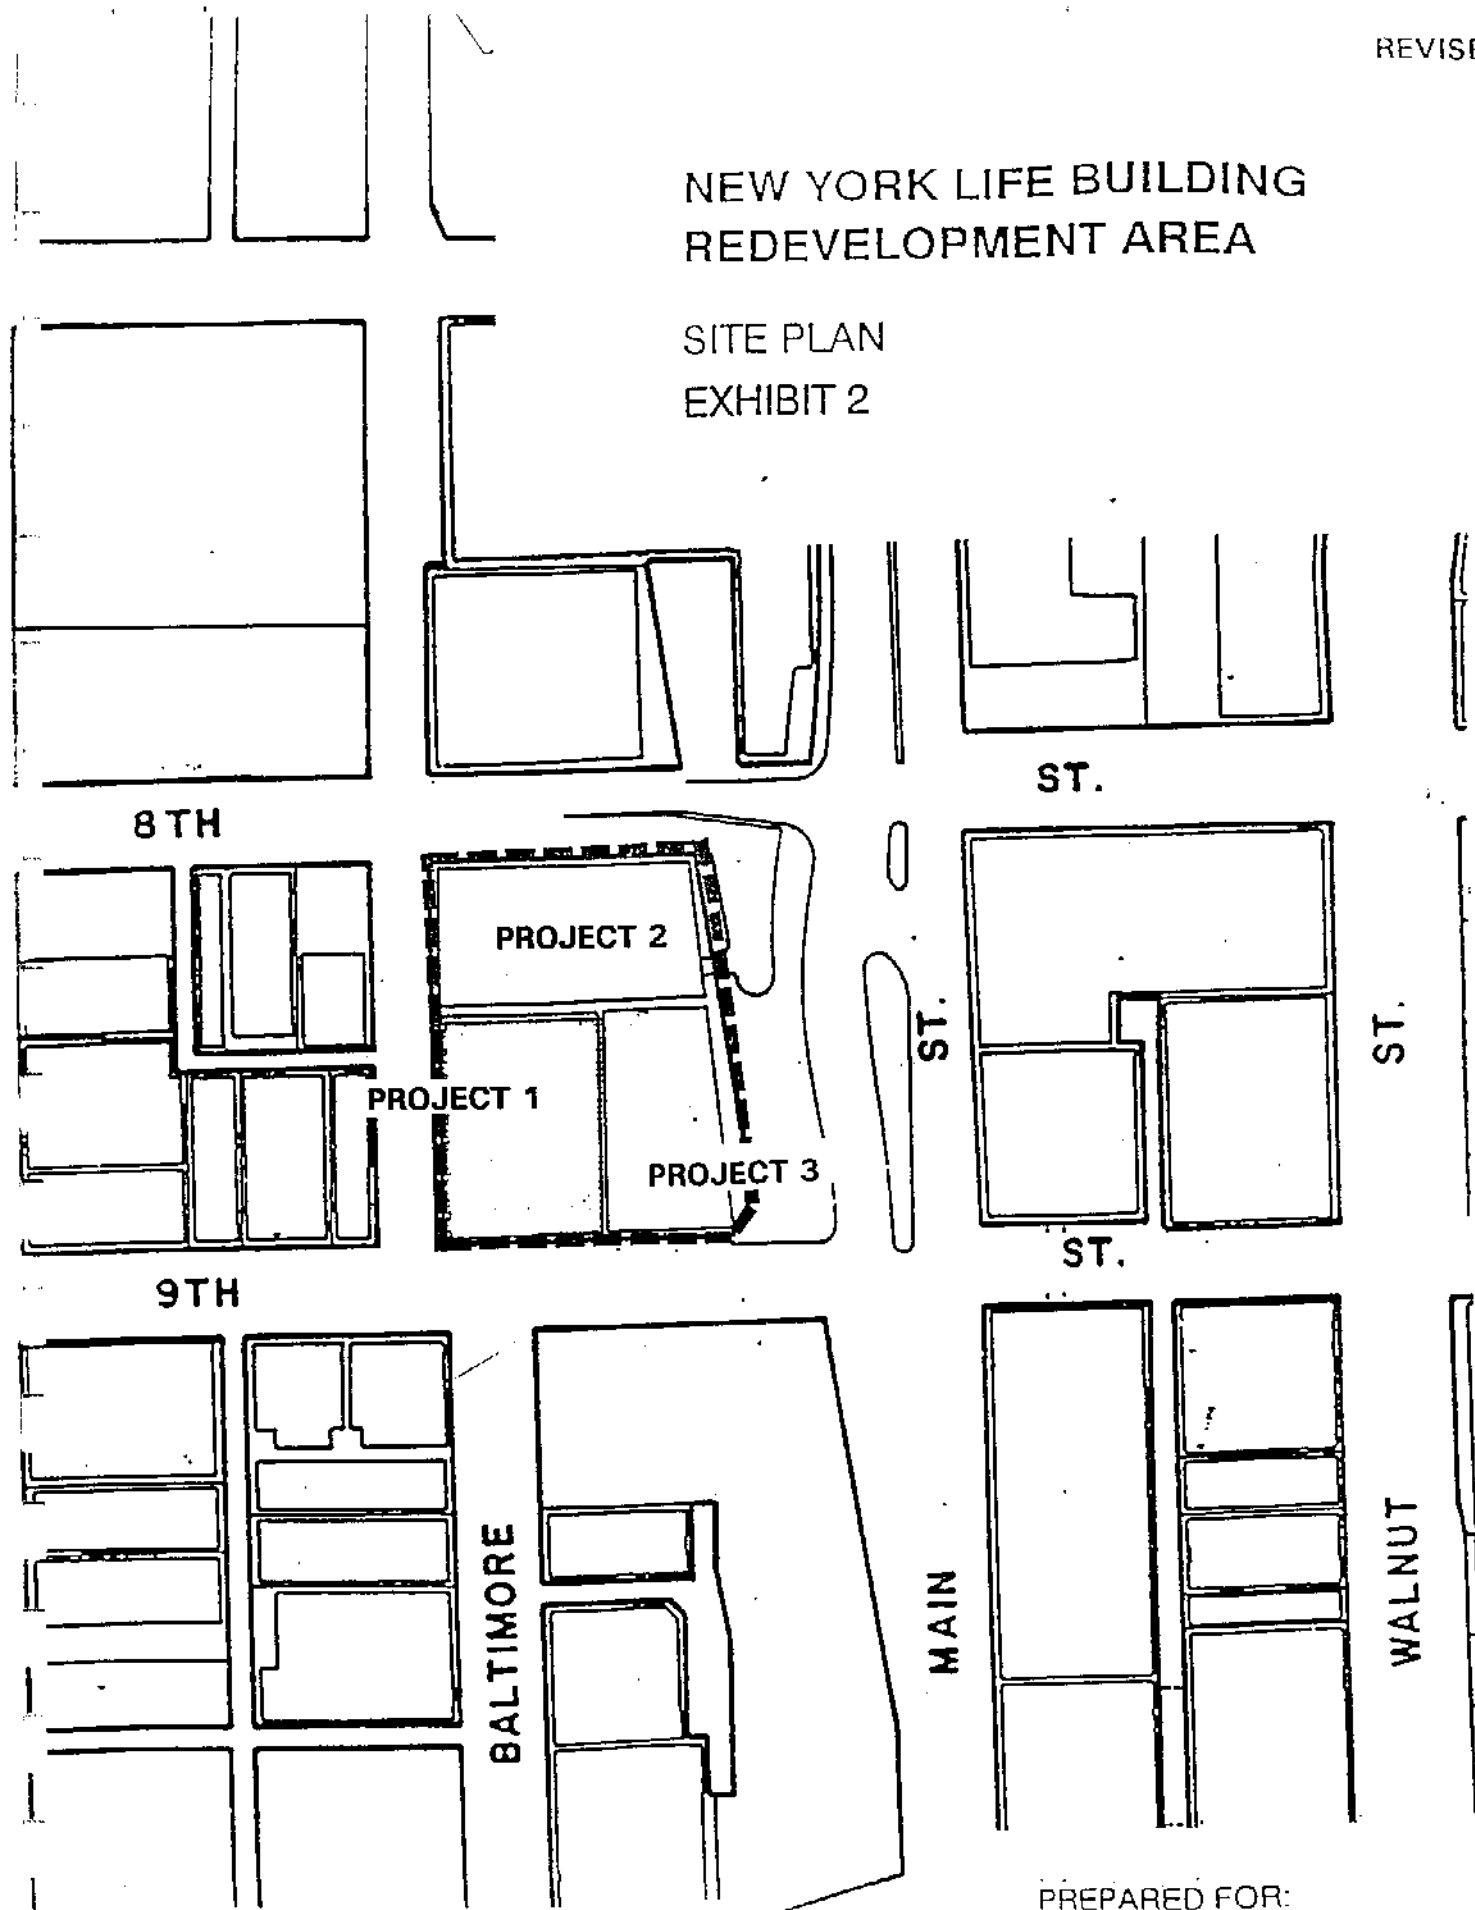 REVISE
NEW YORK LIFE BUILDING
REDEVELOPMENT AREA
SITE PLAN
EXHIBIT 2
ST.
8TH
PROJECT 2
ST.
ST.
PROJECT 1
PROJECT 3
ST.
9TH
BALTIMORE
MAIN
WALNUT
PREPARED FOR: